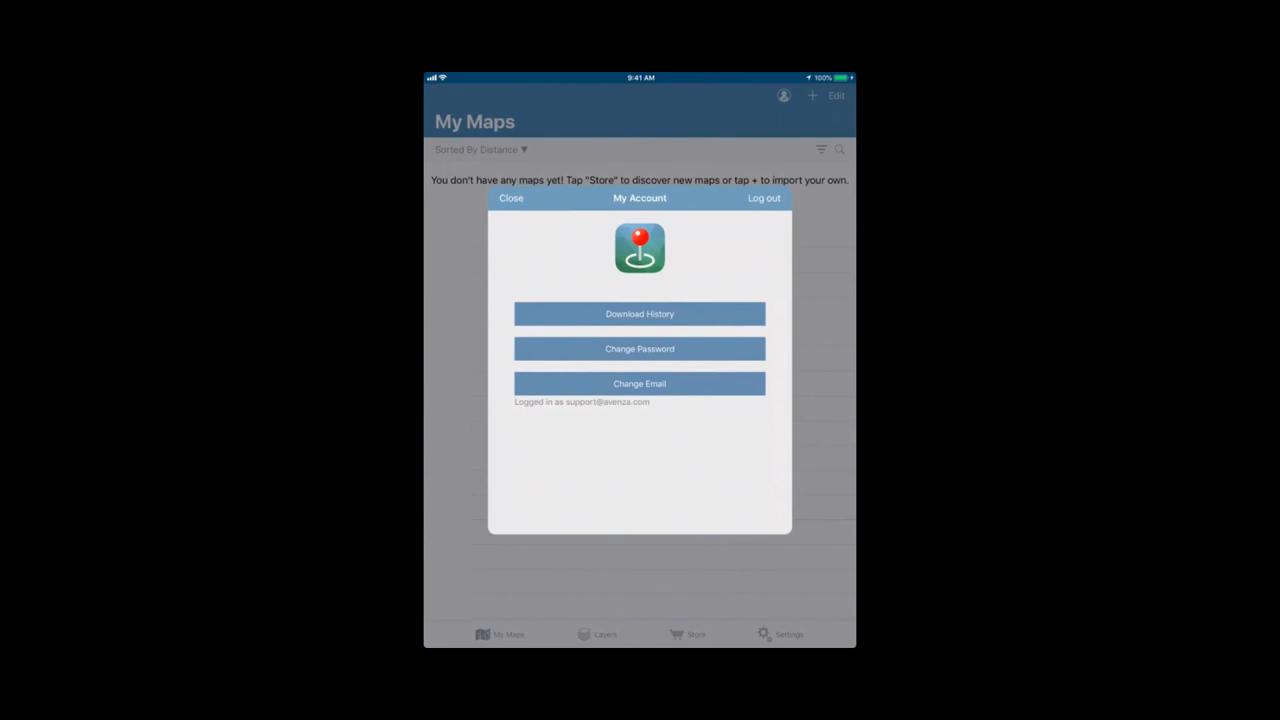 9:41 AM
100%
Edit
My Maps
Sorted By Distance ▼
You don't have any maps yet! Tap "Store" to discover new maps or tap + to import your own.
Close
My Account
Log out
Download History
Change Password
Change Email
Logged in as support@avenza.com
My Maps
Layers
Store
Settings